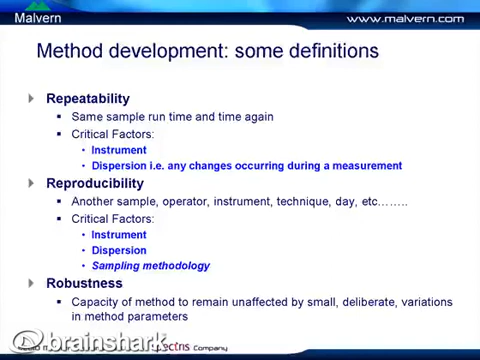 Malvern
www.malvern.com
Method development: some definitions
Repeatability
Same sample run time and time again
Critical Factors:
Instrument
Dispersion i.e. any changes occurring during a measurement
Reproducibility
Another sample, operator, instrument, technique, day, etc……..
Critical Factors:
Instrument
Dispersion
Sampling methodology
Robustness
Capacity of method to remain unaffected by small, deliberate, variations
in method parameters
brainshark
Company